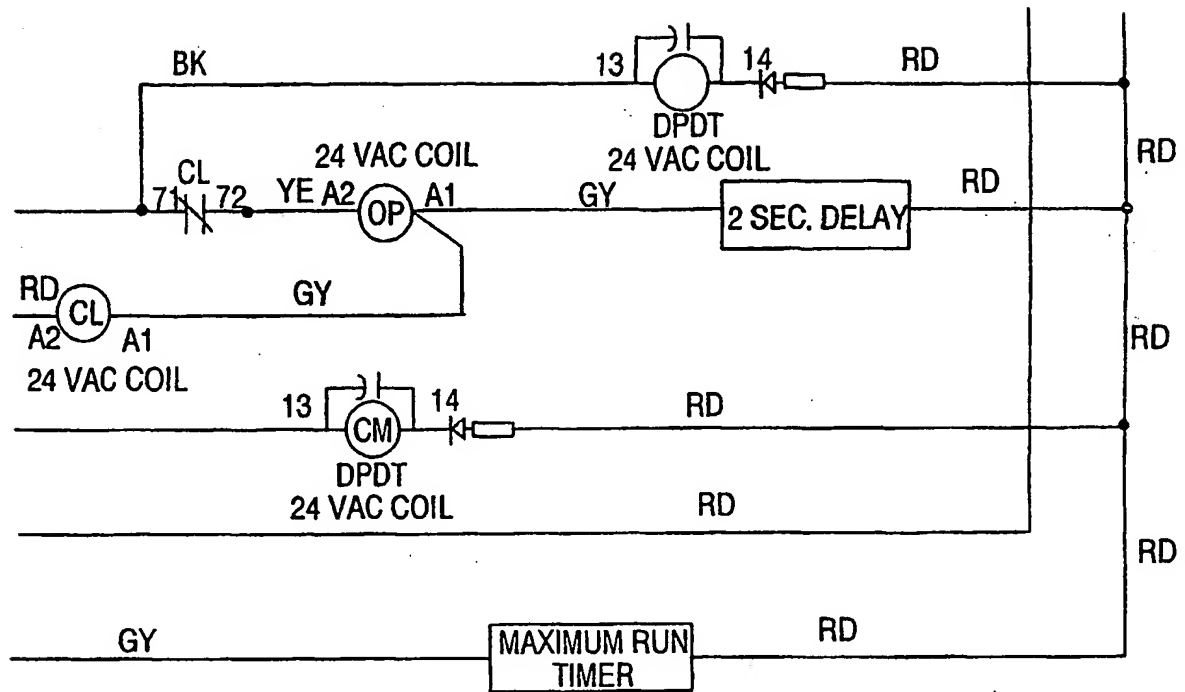 BK
13
14
RD
DPDT
24 VAC COIL
RD
24 VAC COIL
CL
71
72
YE
A2
OP
A1
GY
2 SEC. DELAY
RD
RD
CL
GY
A2
A1
24 VAC COIL
RD
13
14
CM
RD
DPDT
24 VAC COIL
RD
RD
GY
MAXIMUM RUN
TIMER
RD